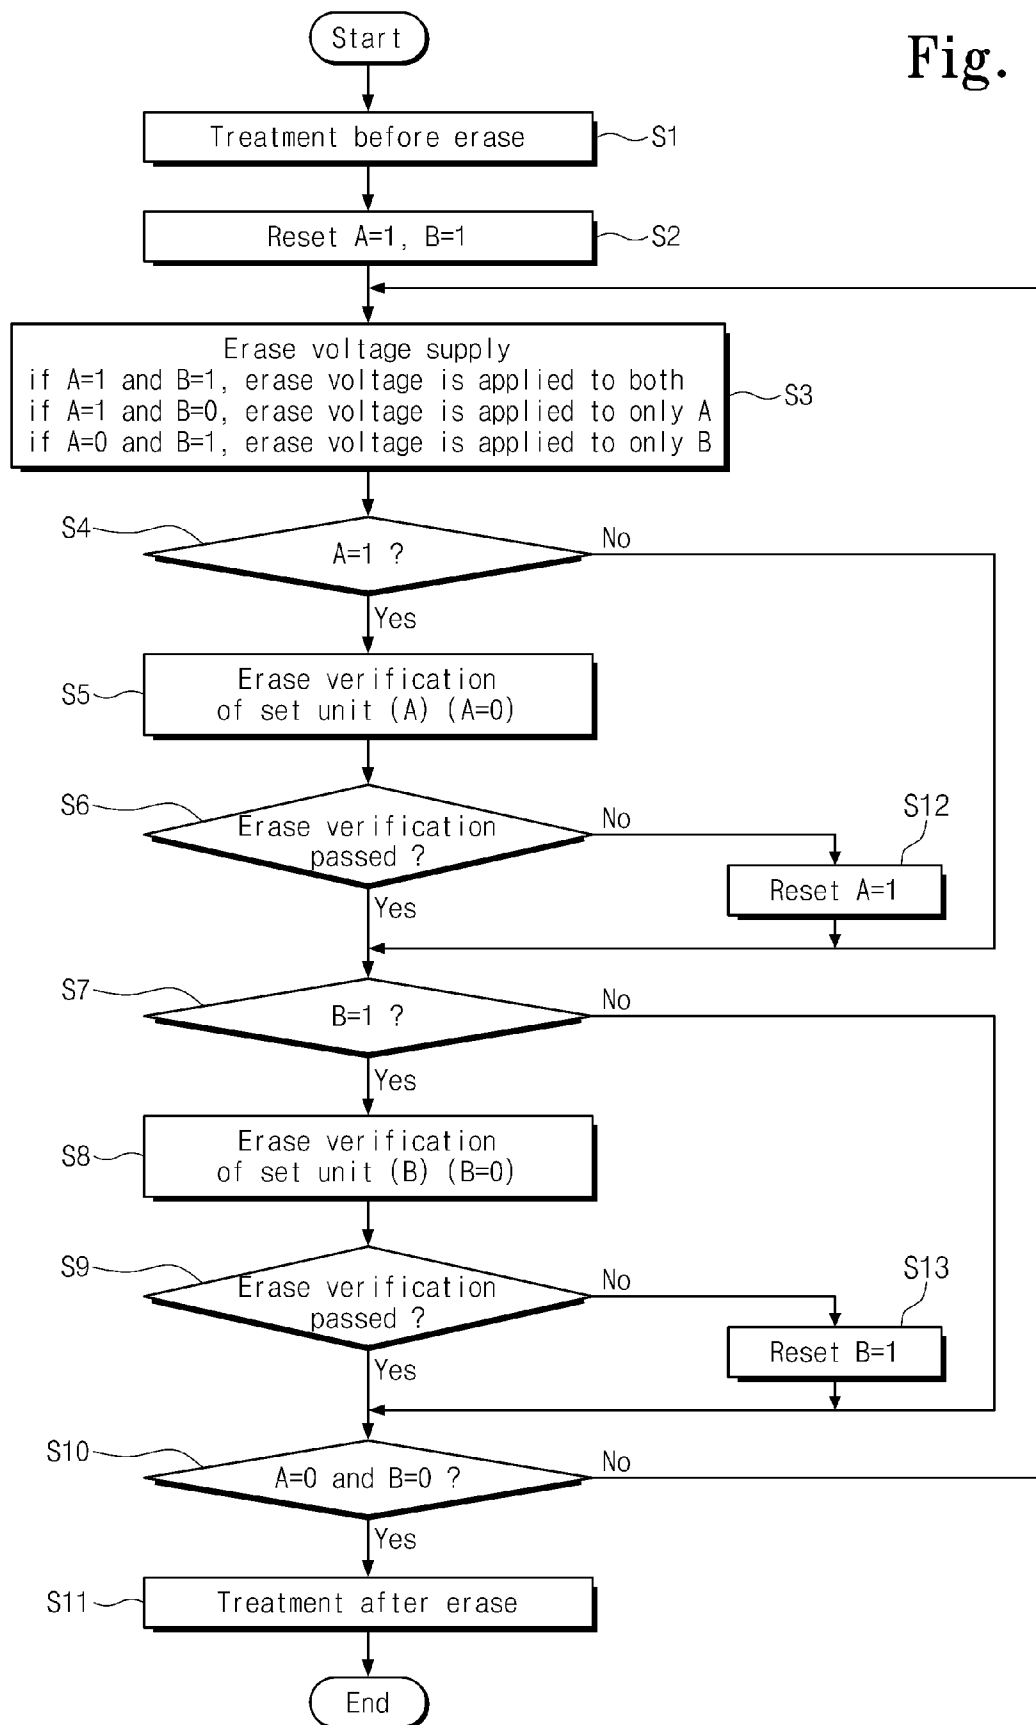 Start
Fig.
Treatment before erase
S1
Reset A=1, B=1
S2
Erase voltage supply
if A=1 and B=1, erase voltage is applied to both
if A=1 and B=0, erase voltage is applied to only A
if A=0 and B=1, erase voltage is applied to only B
S3
S4
A=1 ?
No
Yes
S5
Erase verification
of set unit (A) (A=0)
S6
Erase verification
passed ?
No
S12
Reset A=1
Yes
S7
B=1 ?
No
Yes
S8
Erase verification
of set unit (B) (B=0)
S9
Erase verification
passed ?
No
S13
Reset B=1
Yes
S10
A=0 and B=0 ?
No
Yes
S11
Treatment after erase
End